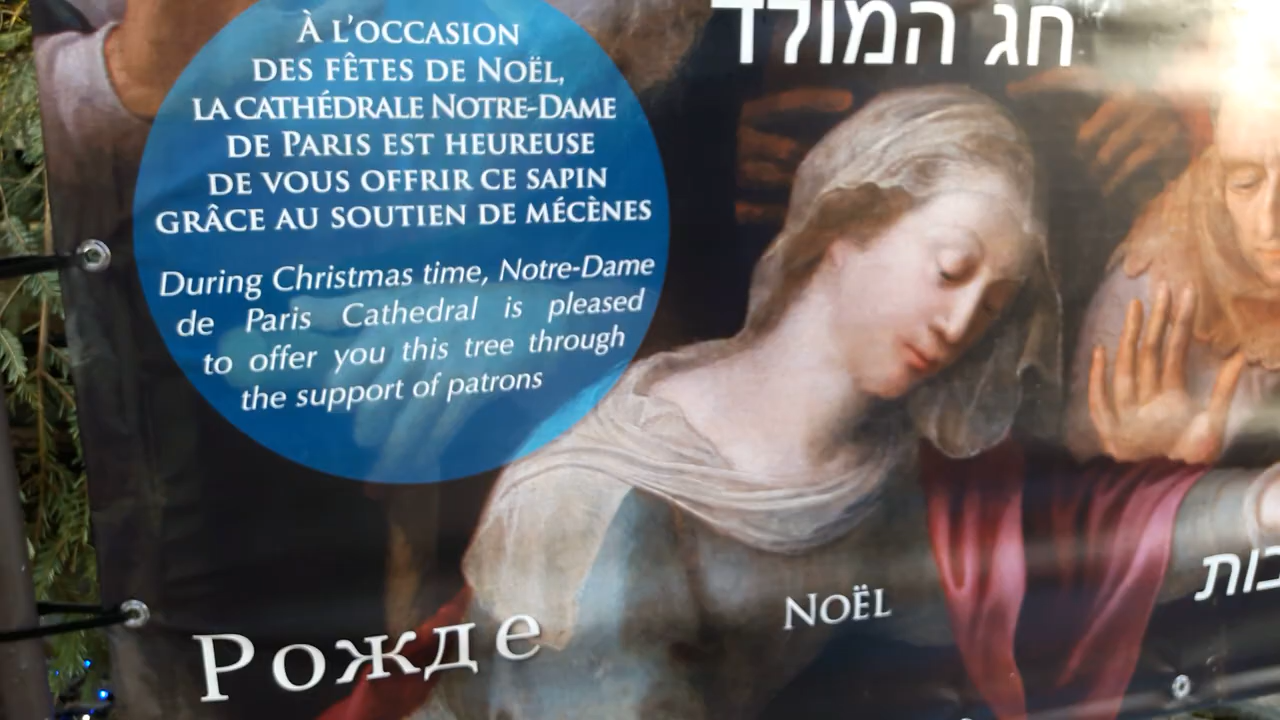 À L'OCCASION
DES FÊTES DE NOËL,
LA CATHÉDRALE NOTRE-DAME
DE PARIS EST HEUREUSE
DE VOUS OFFRIR CE SAPIN
GRÂCE AU SOUTIEN DE MÉCÈNES
During Christmas time, Notre-Dame
de Paris Cathedral is pleased
to offer you this tree through
the support of patrons
חג המולד
בות
NOËL
Рожде